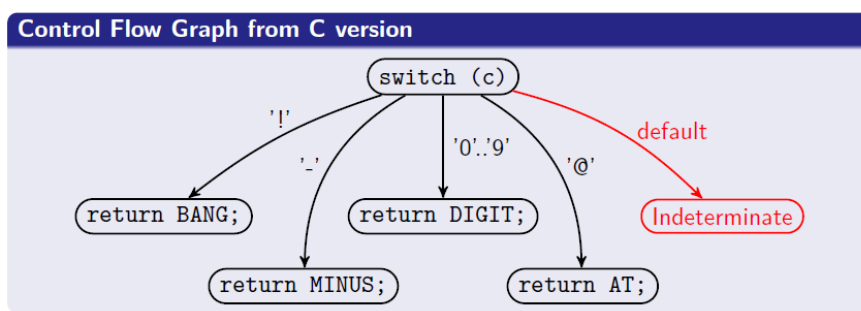 Control Flow Graph from C version
switch (c)
'!'
'-'
'0'..'9'
'@'
default
return BANG;
return DIGIT;
Indeterminate
return MINUS;
return AT;